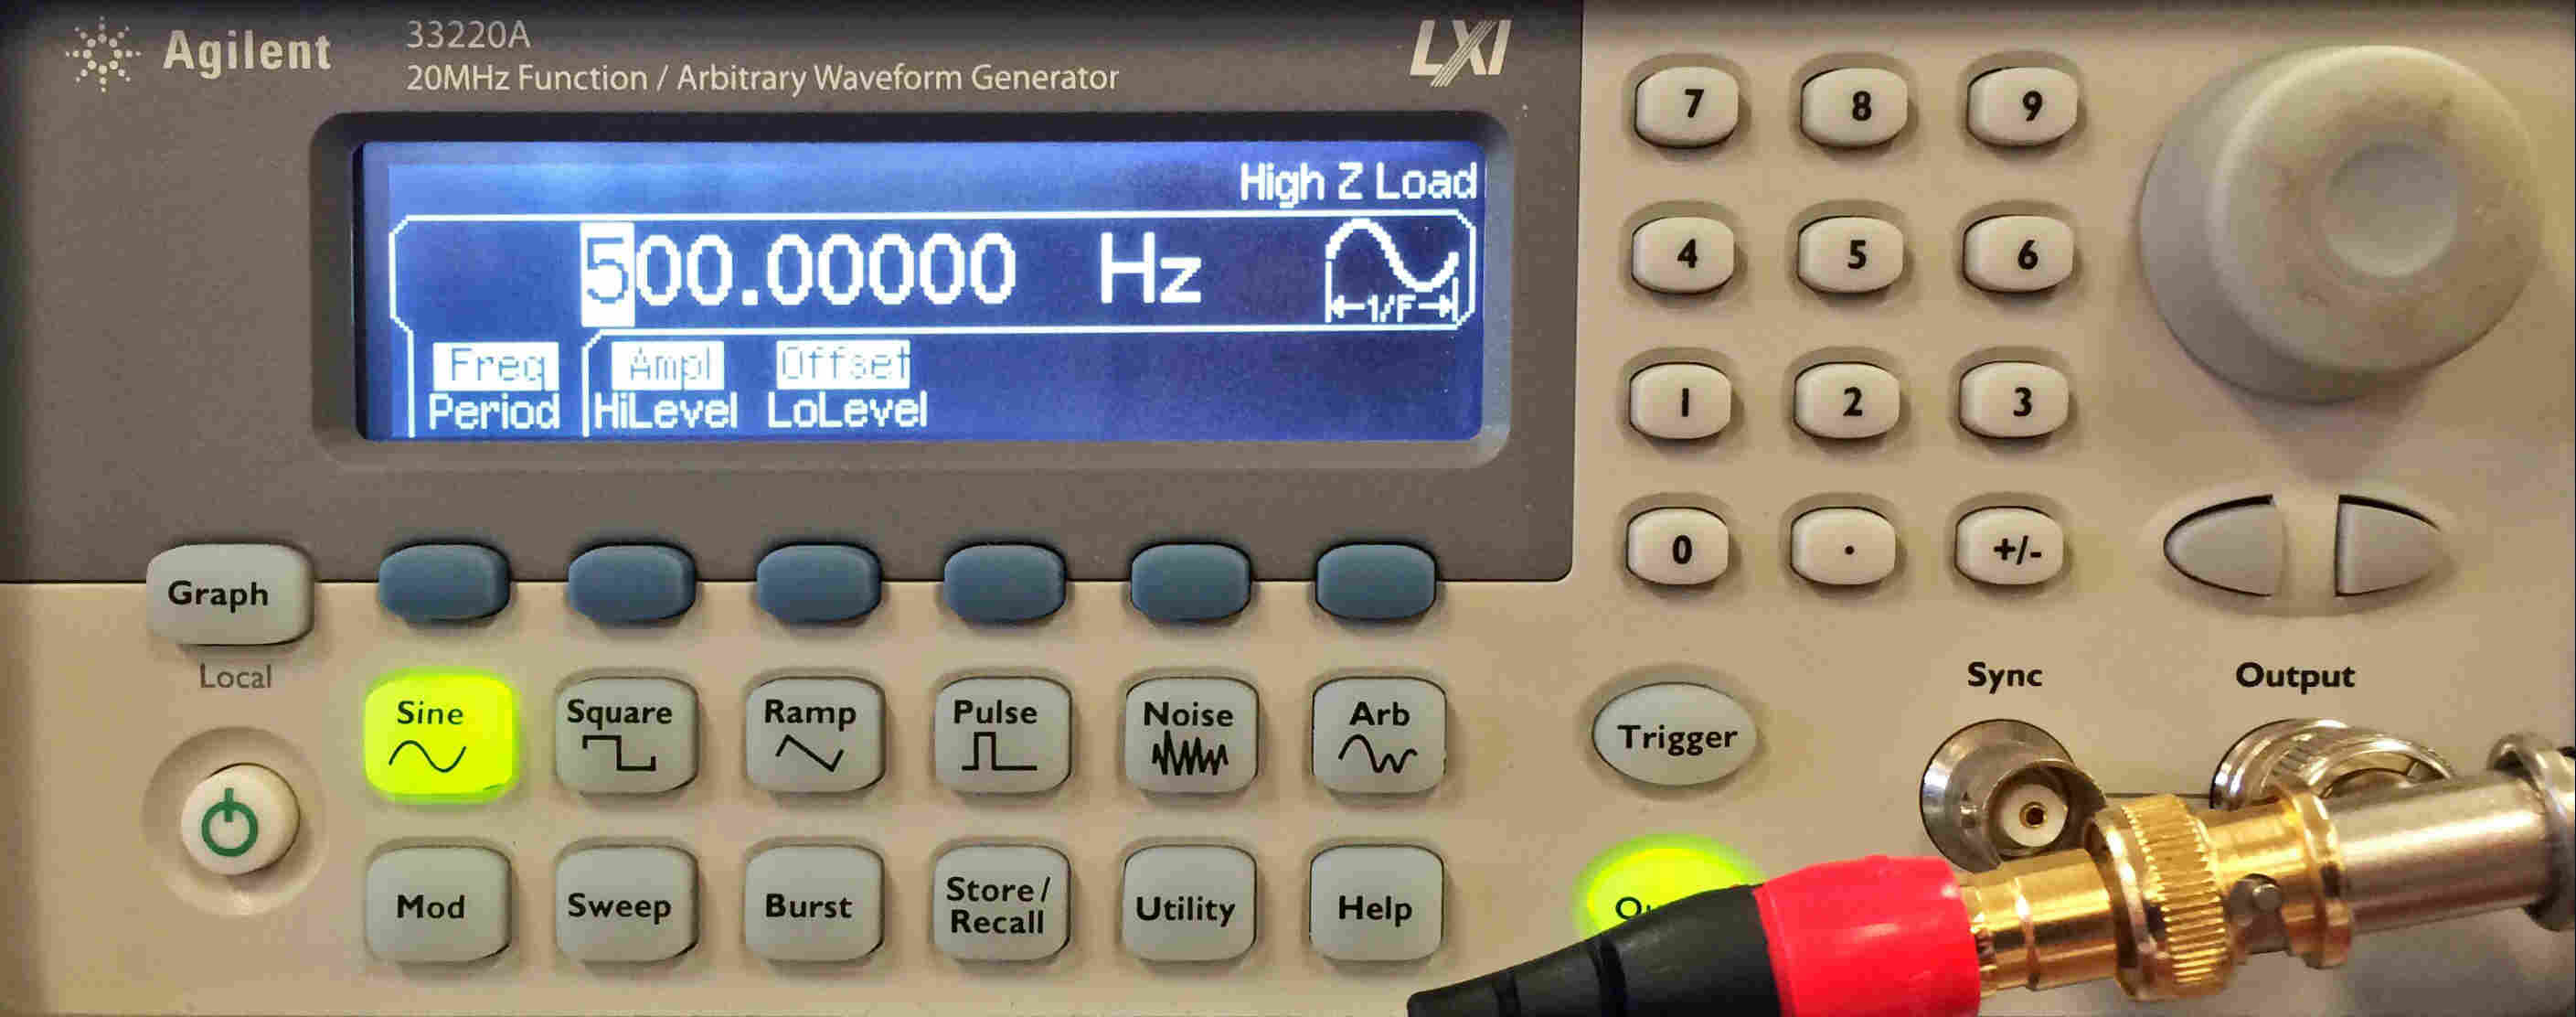 Agilent
33220A
20MHz Function / Arbitrary Waveform Generator
LXI
High Z Load
500.00000 Hz
1/F
Freq Ampl Offset
Period HiLevel LoLevel
7 8 9
4 5 6
1 2 3
0 . +/-
Graph
Local
Sine Square Ramp Pulse Noise Arb
Mod Sweep Burst Store/ Recall Utility Help
Trigger
Sync
Output